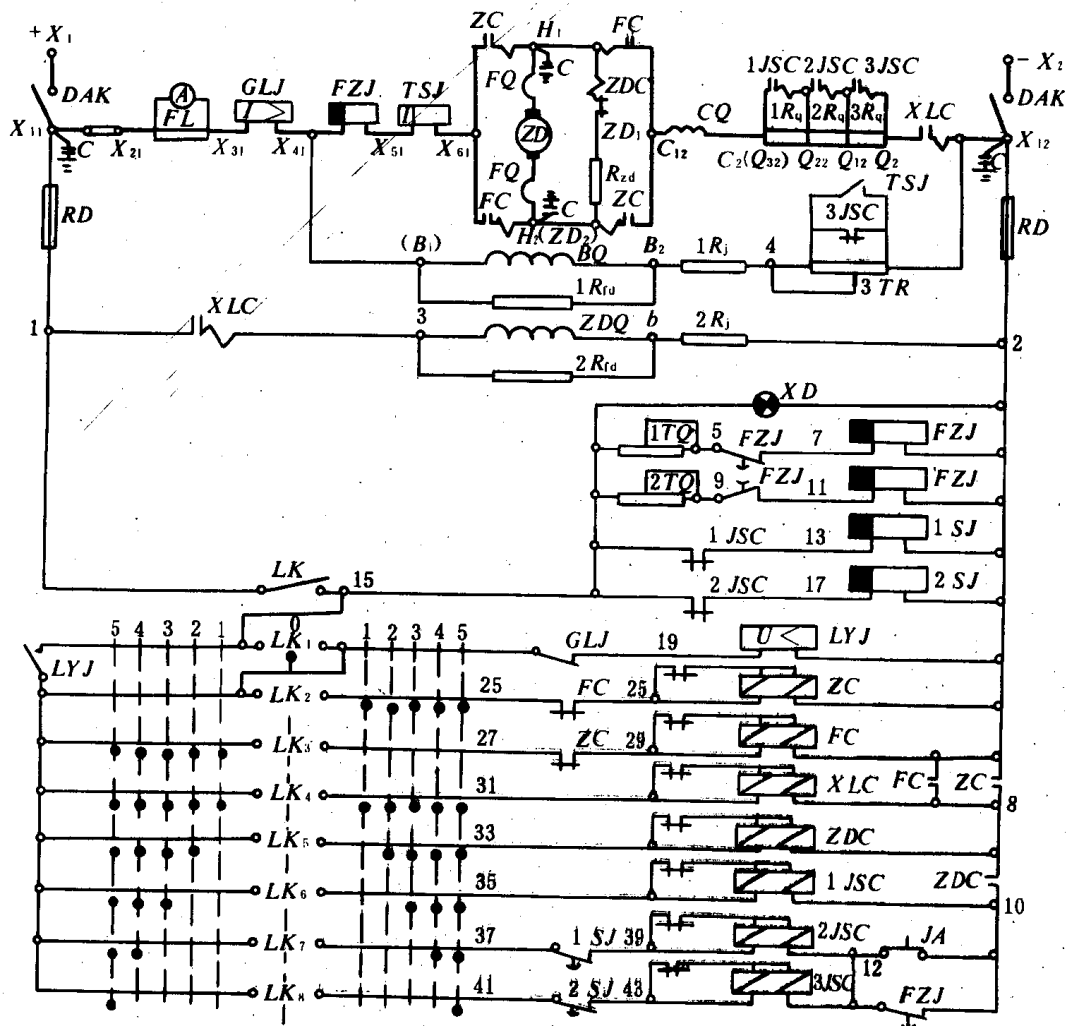 ZC H₁ FC
+X₁ 1JSC 2JSC 3JSC -X₂
DAK A GLJ FZJ TSJ FQ C ZDC DAK
FL 1Rq 2Rq 3Rq XLC
X₁₁ C X₂₁ X₃₁ X₄₁ X₅₁ X₆₁ ZD ZD₁ C₁₂ CQ C₂(Q₃₂) Q₂₂ Q₁₂ Q₂ X₁₂ C
FQ Rzd TSJ
RD FC C ZC 3JSC RD
(B₁) H₂(ZD₂) BQ B₂ 1Rj 4
1Rfd 3TR
XLC
1 3 ZDQ b 2Rj 2
2Rfd
XD
1TQ 5 FZJ 7 FZJ
2TQ 9 FZJ 11 FZJ
1JSC 13 1SJ
LK 15 2JSC 17 2SJ
5 4 3 2 1 0 LK₁ 1 2 3 4 5 GLJ 19 U< LYJ
LYJ LK₂ 25 FC 25 ZC
LK₃ 27 ZC 29 FC
LK₄ 31 XLC FC ZC 8
LK₅ 33 ZDC
LK₆ 35 1JSC ZDC 10
LK₇ 37 1SJ 39 2JSC 12 JA
LK₈ 41 2SJ 43 3JSC FZJ